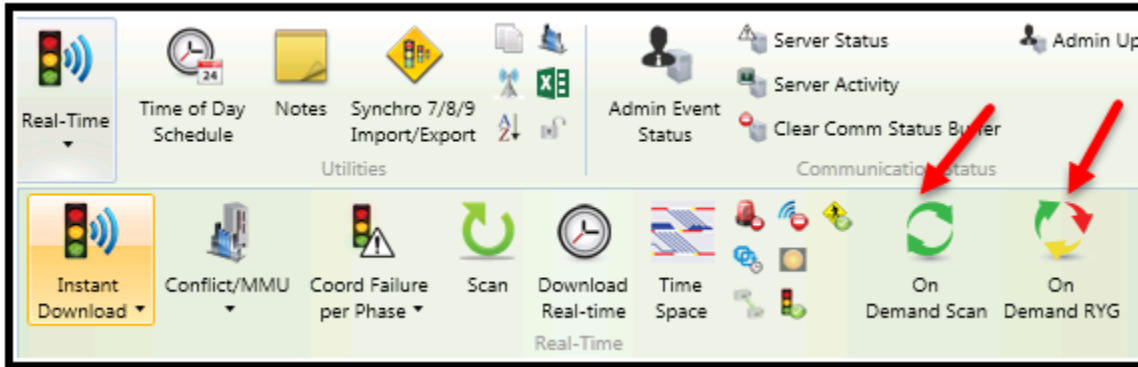 Real-Time
Time of Day
Schedule
24
Notes
Synchro 7/8/9
Import/Export
A
Z
Utilities
Admin Event
Status
Server Status
Server Activity
Clear Comm Status Buffer
Admin Up
Communication Status
Instant
Download
Conflict/MMU
Coord Failure
per Phase
Scan
Download
Real-time
Time
Space
Real-Time
On
Demand Scan
On
Demand RYG